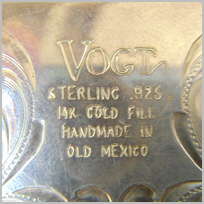 VOGT
STERLING .925
14K GOLD FILL
HANDMADE IN
OLD MEXICO